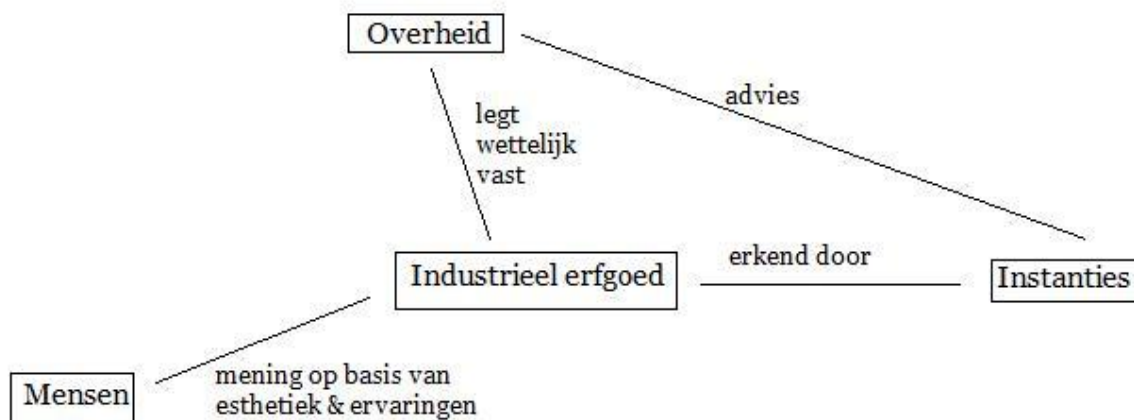 Overheid
advies
legt
wettelijk
vast
erkend door
Industrieel erfgoed
Instanties
mening op basis van
esthetiek & ervaringen
Mensen